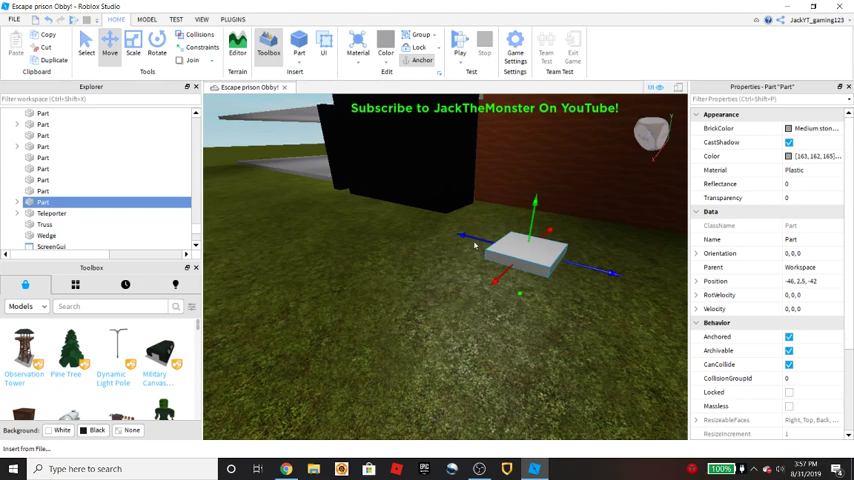 Escape prison Obby! - Roblox Studio
FILE
HOME
MODEL
TEST
VIEW
PLUGINS
JackYT_gaming123
Paste
Copy
Cut
Duplicate
Clipboard
Select
Move
Scale
Rotate
Collisions
Constraints
Join
Tools
Editor
Terrain
Toolbox
Part
UI
Insert
Material
Color
Group
Lock
Anchor
Edit
Play
Stop
Test
Game Settings
Settings
Team Test
Exit Game
Team Test
Explorer
Filter workspace (Ctrl+Shift+X)
Part
Part
Part
Part
Part
Part
Part
Part
Part
Teleporter
Truss
Wedge
ScreenGui
Toolbox
Models
Search
Observation Tower
Pine Tree
Dynamic Light Pole
Military Canvas...
Background:
White
Black
None
Insert from File...
Escape prison Obby!
UI
Subscribe to JackTheMonster On YouTube!
Properties - Part "Part"
Filter Properties (Ctrl+Shift+P)
Appearance
BrickColor Medium ston...
CastShadow
Color [163, 162, 165]...
Material Plastic
Reflectance 0
Transparency 0
Data
ClassName Part
Name Part
Orientation 0, 0, 0
Parent Workspace
Position -46, 2.5, -42
RotVelocity 0, 0, 0
Velocity 0, 0, 0
Behavior
Anchored
Archivable
CanCollide
CollisionGroupId 0
Locked
Massless
ResizeableFaces Right, Top, Back, ...
ResizeIncrement 1
Type here to search
EPIC
100%
3:57 PM
8/31/2019